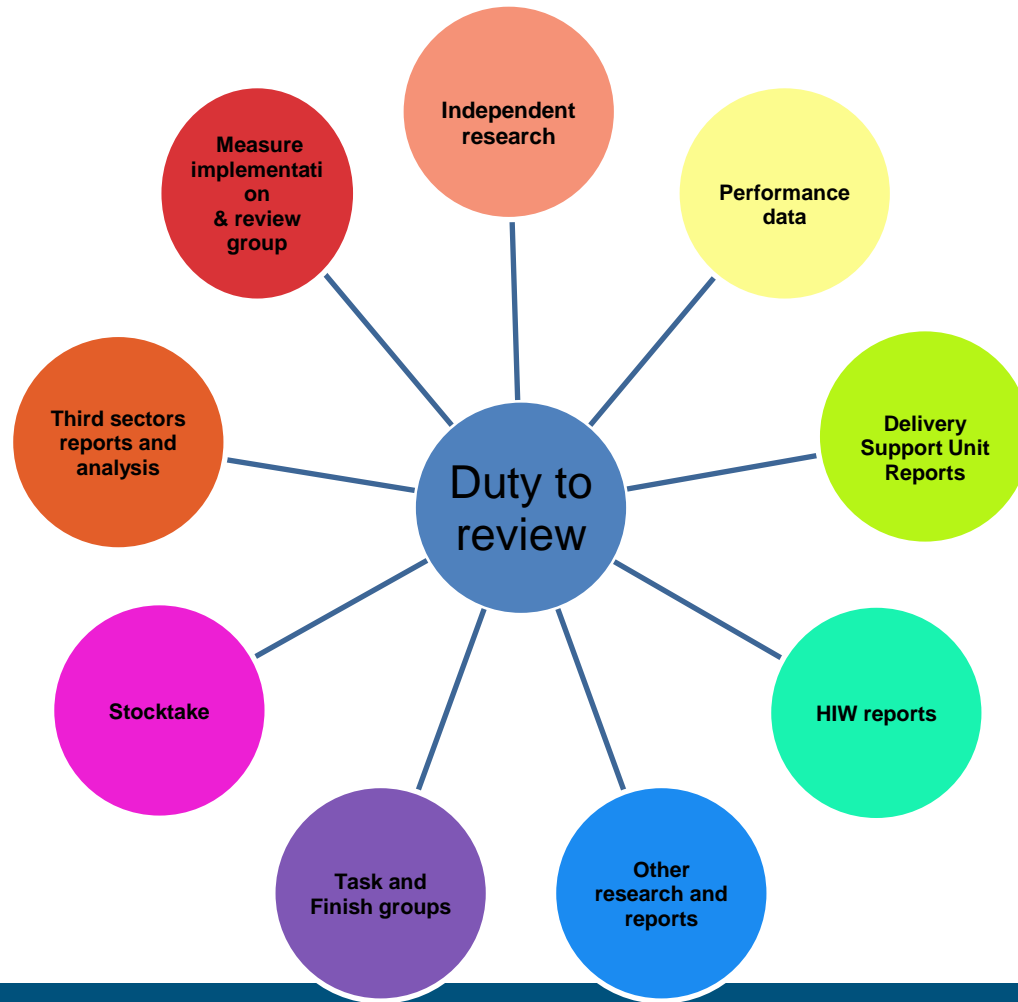 Independent
research
Performance
data
Delivery
Support Unit
Reports
HIW reports
Other
research and
reports
Task and
Finish groups
Stocktake
Third sectors
reports and
analysis
Measure
implementati
on
& review
group
Duty to
review